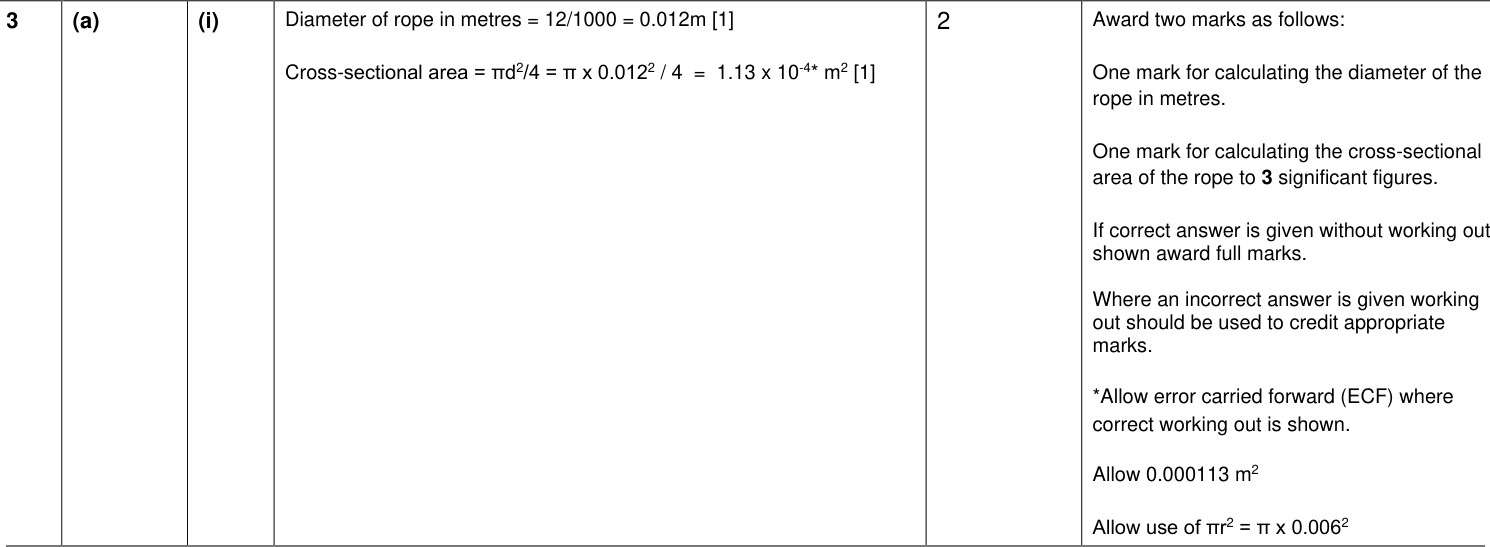 3 (a) (i) Diameter of rope in metres = 12/1000 = 0.012m [1] 2 Award two marks as follows:
Cross-sectional area = πd²/4 = π x 0.012² / 4 = 1.13 x 10⁻⁴* m² [1]
One mark for calculating the diameter of the
rope in metres.
One mark for calculating the cross-sectional
area of the rope to 3 significant figures.
If correct answer is given without working out
shown award full marks.
Where an incorrect answer is given working
out should be used to credit appropriate
marks.
*Allow error carried forward (ECF) where
correct working out is shown.
Allow 0.000113 m²
Allow use of πr² = π x 0.006²